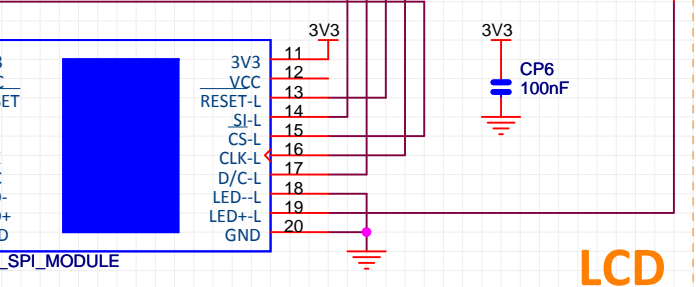 3V3
3V3
11
3V3
12
VCC
13
RESET-L
14
SI-L
15
CS-L
16
CLK-L
17
D/C-L
18
LED--L
19
LED+-L
20
GND
CP6
100nF
_SPI_MODULE
LCD